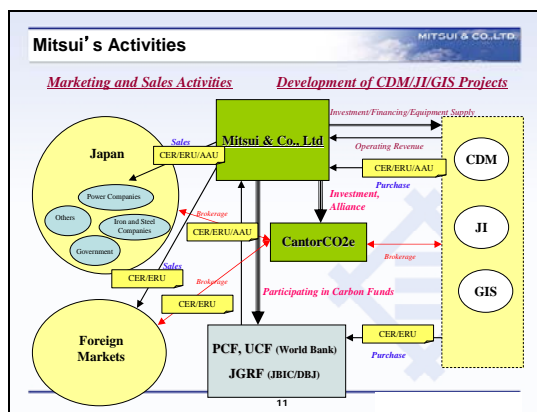 Mitsui's Activities
MITSUI & CO.,LTD
Marketing and Sales Activities
Development of CDM/JI/GIS Projects
Investment/Financing/Equipment Supply
Mitsui & Co., Ltd
Operating Revenue
Sales
CER/ERU/AAU
Japan
CER/ERU/AAU
CDM
Purchase
Power Companies
Investment,
Alliance
Others
Iron and Steel
Companies
Brokerage
CER/ERU/AAU
Government
CantorCO2e
JI
Brokerage
Sales
CER/ERU
Brokerage
GIS
Participating in Carbon Funds
CER/ERU
Foreign
Markets
PCF, UCF (World Bank)
JGRF (JBIC/DBJ)
CER/ERU
Purchase
11